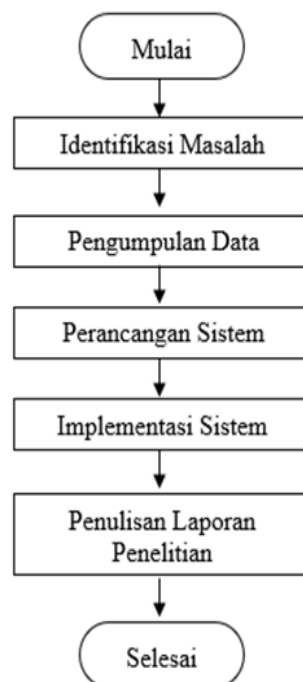 Mulai
Identifikasi Masalah
Pengumpulan Data
Perancangan Sistem
Implementasi Sistem
Penulisan Laporan
Penelitian
Selesai